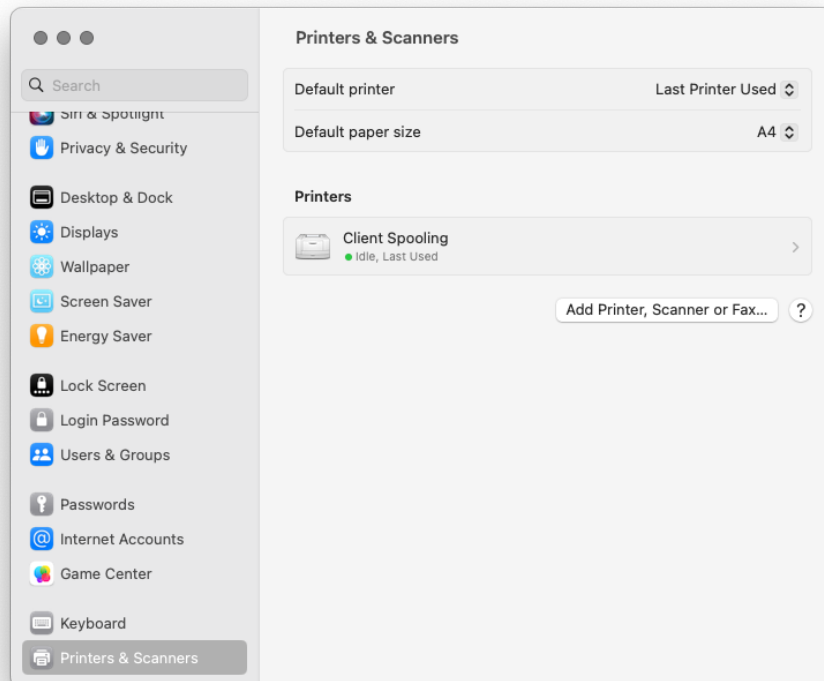 Search
Siri & Spotlight
Privacy & Security
Desktop & Dock
Displays
Wallpaper
Screen Saver
Energy Saver
Lock Screen
Login Password
Users & Groups
Passwords
Internet Accounts
Game Center
Keyboard
Printers & Scanners
Printers & Scanners
Default printer Last Printer Used
Default paper size A4
Printers
Client Spooling
Idle, Last Used
Add Printer, Scanner or Fax... ?